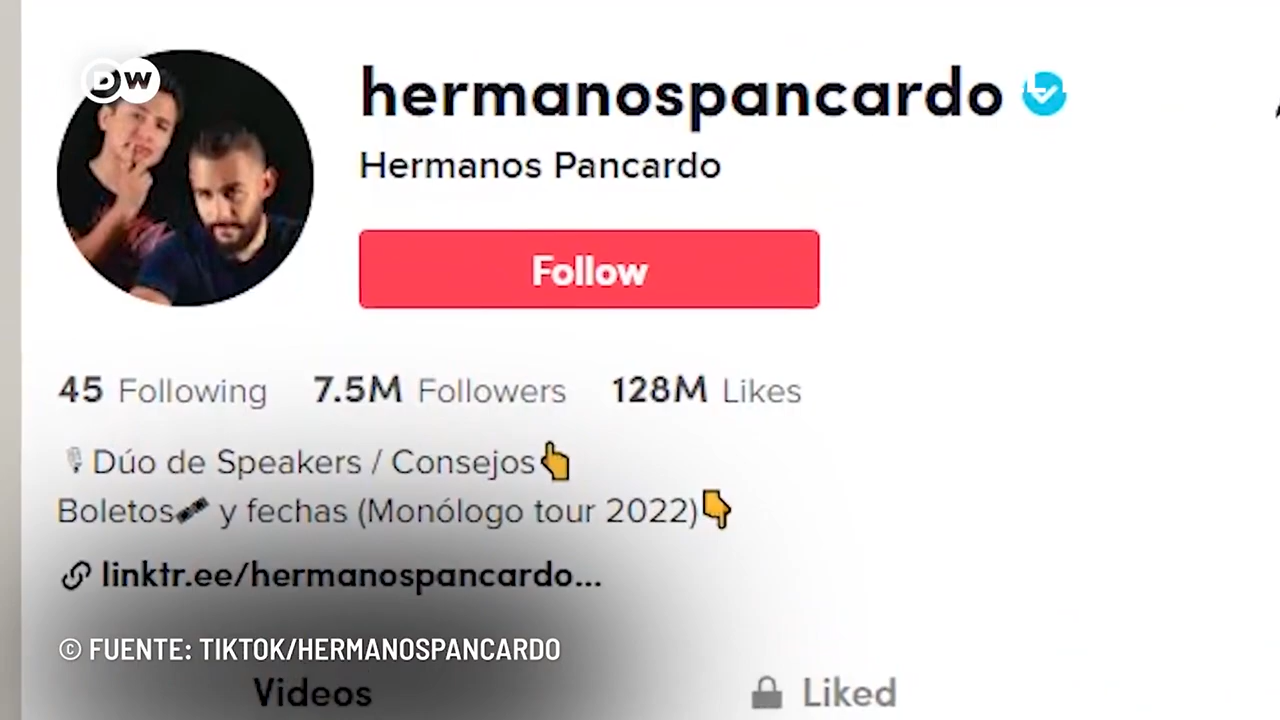 DW
hermanospancardo
Hermanos Pancardo
Follow
45 Following 7.5M Followers 128M Likes
🎙Dúo de Speakers / Consejos👆
Boletos🎟 y fechas (Monólogo tour 2022)👇
linktr.ee/hermanospancardo...
© FUENTE: TIKTOK/HERMANOSPANCARDO
Videos Liked